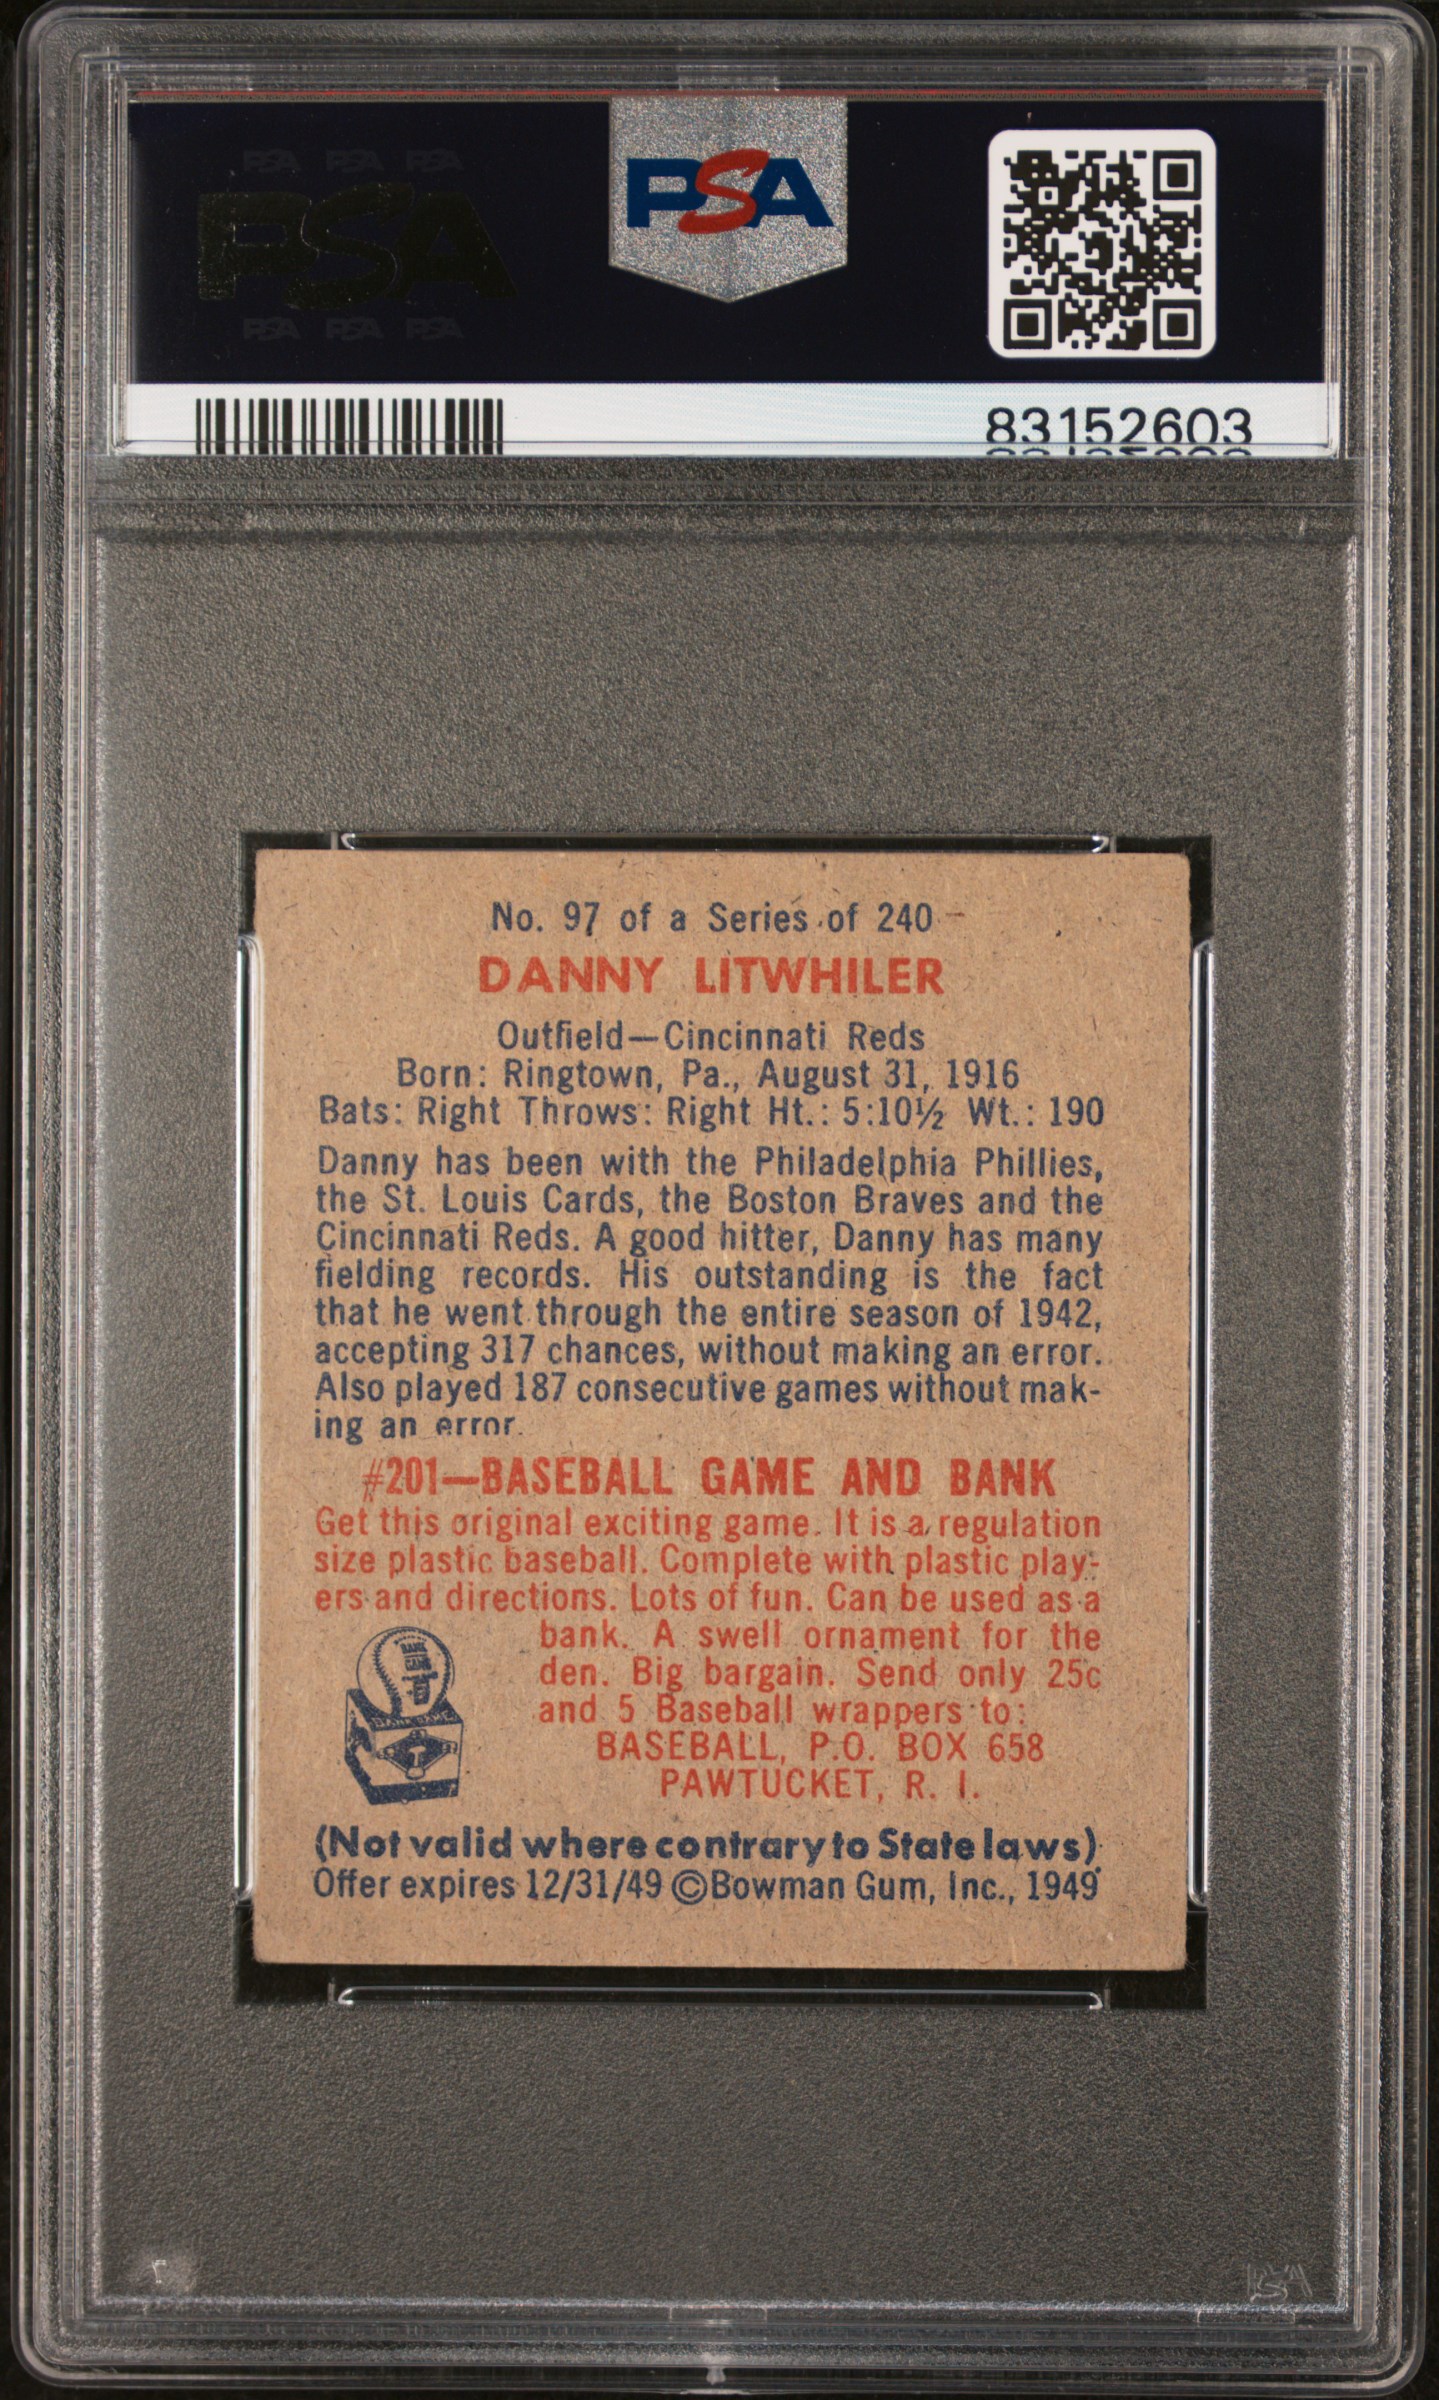 PSA PSA PSA
PSA
PSA PSA PSA
PSA
83152603
No. 97 of a Series of 240
DANNY LITWHILER
Outfield—Cincinnati Reds
Born: Ringtown, Pa., August 31, 1916
Bats: Right Throws: Right Ht.: 5:10½ Wt.: 190
Danny has been with the Philadelphia Phillies,
the St. Louis Cards, the Boston Braves and the
Cincinnati Reds. A good hitter, Danny has many
fielding records. His outstanding is the fact
that he went through the entire season of 1942,
accepting 317 chances, without making an error.
Also played 187 consecutive games without mak-
ing an error.
#201—BASEBALL GAME AND BANK
Get this original exciting game. It is a regulation
size plastic baseball. Complete with plastic play-
ers and directions. Lots of fun. Can be used as a
bank. A swell ornament for the
den. Big bargain. Send only 25c
and 5 Baseball wrappers to:
BASEBALL, P.O. BOX 658
PAWTUCKET, R. I.
BANK GAME
(Not valid where contrary to State laws)
Offer expires 12/31/49 ©Bowman Gum, Inc., 1949
PSA